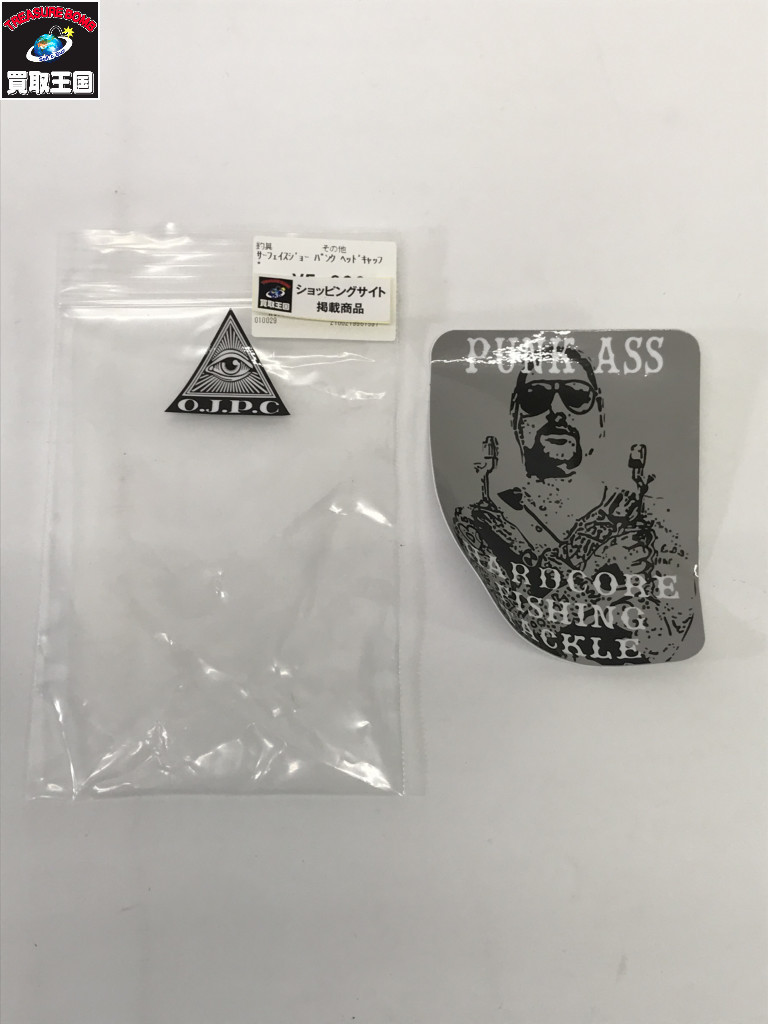 TREASURE BOMB
買取王国
釣具 その他
サーフェイスジョー パンク ヘッドキャップ
買取王国
ショッピングサイト
掲載商品
010029
O.J.P.C
PUNK ASS
HARDCORE
FISHING
TACKLE